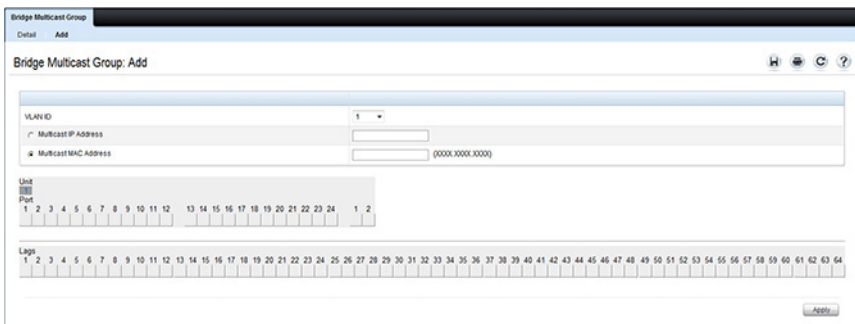 Bridge Multicast Group
Detail Add
Bridge Multicast Group: Add
VLAN ID 1
Multicast IP Address
Multicast MAC Address (XXXX.XXXX.XXXX)
Unit
1
Port
1 2 3 4 5 6 7 8 9 10 11 12 13 14 15 16 17 18 19 20 21 22 23 24 1 2
Lags
1 2 3 4 5 6 7 8 9 10 11 12 13 14 15 16 17 18 19 20 21 22 23 24 25 26 27 28 29 30 31 32 33 34 35 36 37 38 39 40 41 42 43 44 45 46 47 48 49 50 51 52 53 54 55 56 57 58 59 60 61 62 63 64
Apply